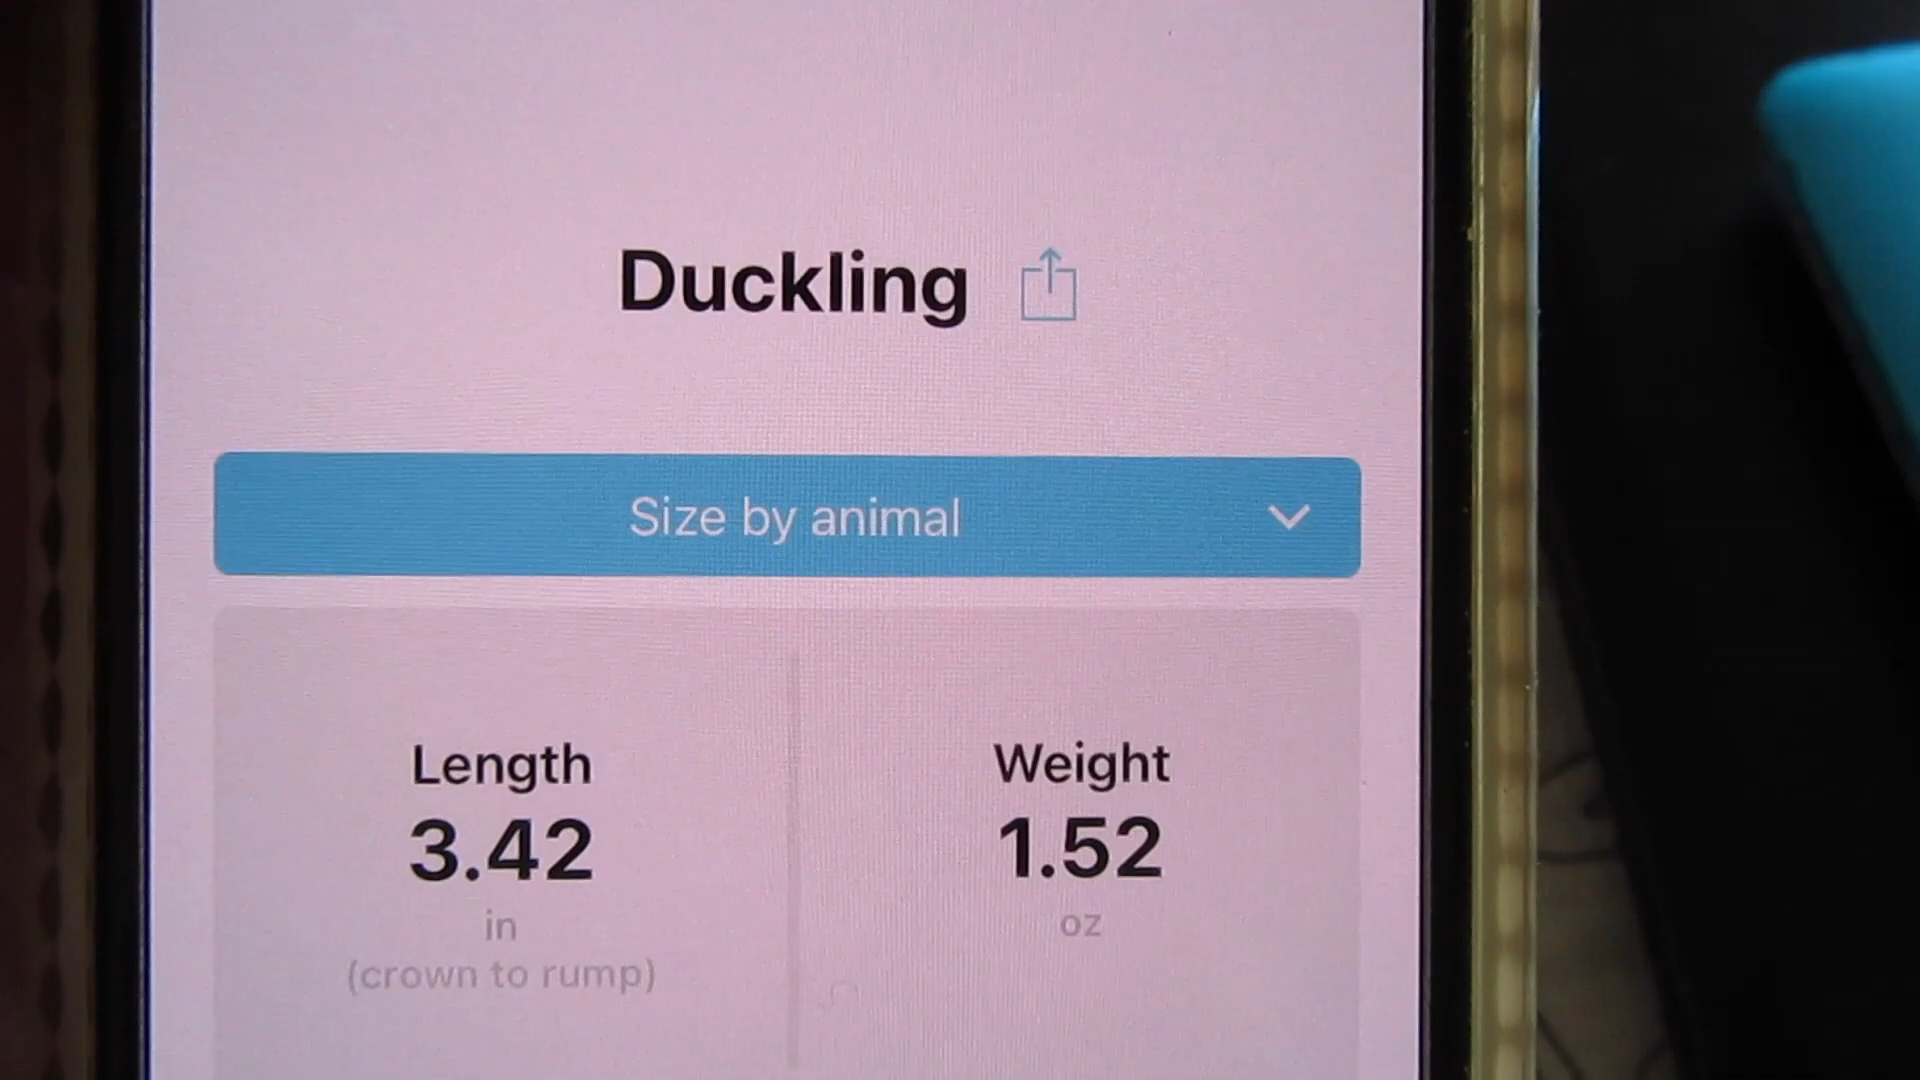 Duckling
Size by animal
Length
3.42
in
(crown to rump)
Weight
1.52
oz